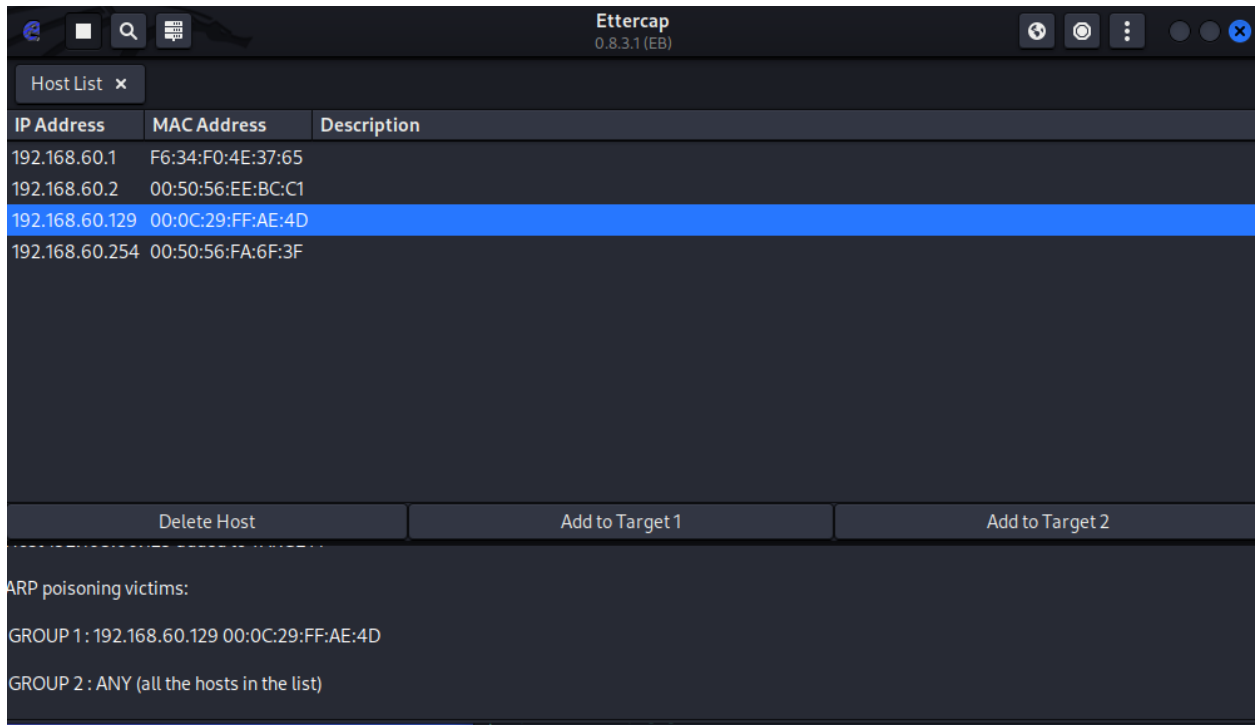 Ettercap
0.8.3.1 (EB)
Host List ×
IP Address MAC Address Description
192.168.60.1 F6:34:F0:4E:37:65
192.168.60.2 00:50:56:EE:BC:C1
192.168.60.129 00:0C:29:FF:AE:4D
192.168.60.254 00:50:56:FA:6F:3F
Delete Host Add to Target 1 Add to Target 2
ARP poisoning victims:
GROUP 1 : 192.168.60.129 00:0C:29:FF:AE:4D
GROUP 2 : ANY (all the hosts in the list)